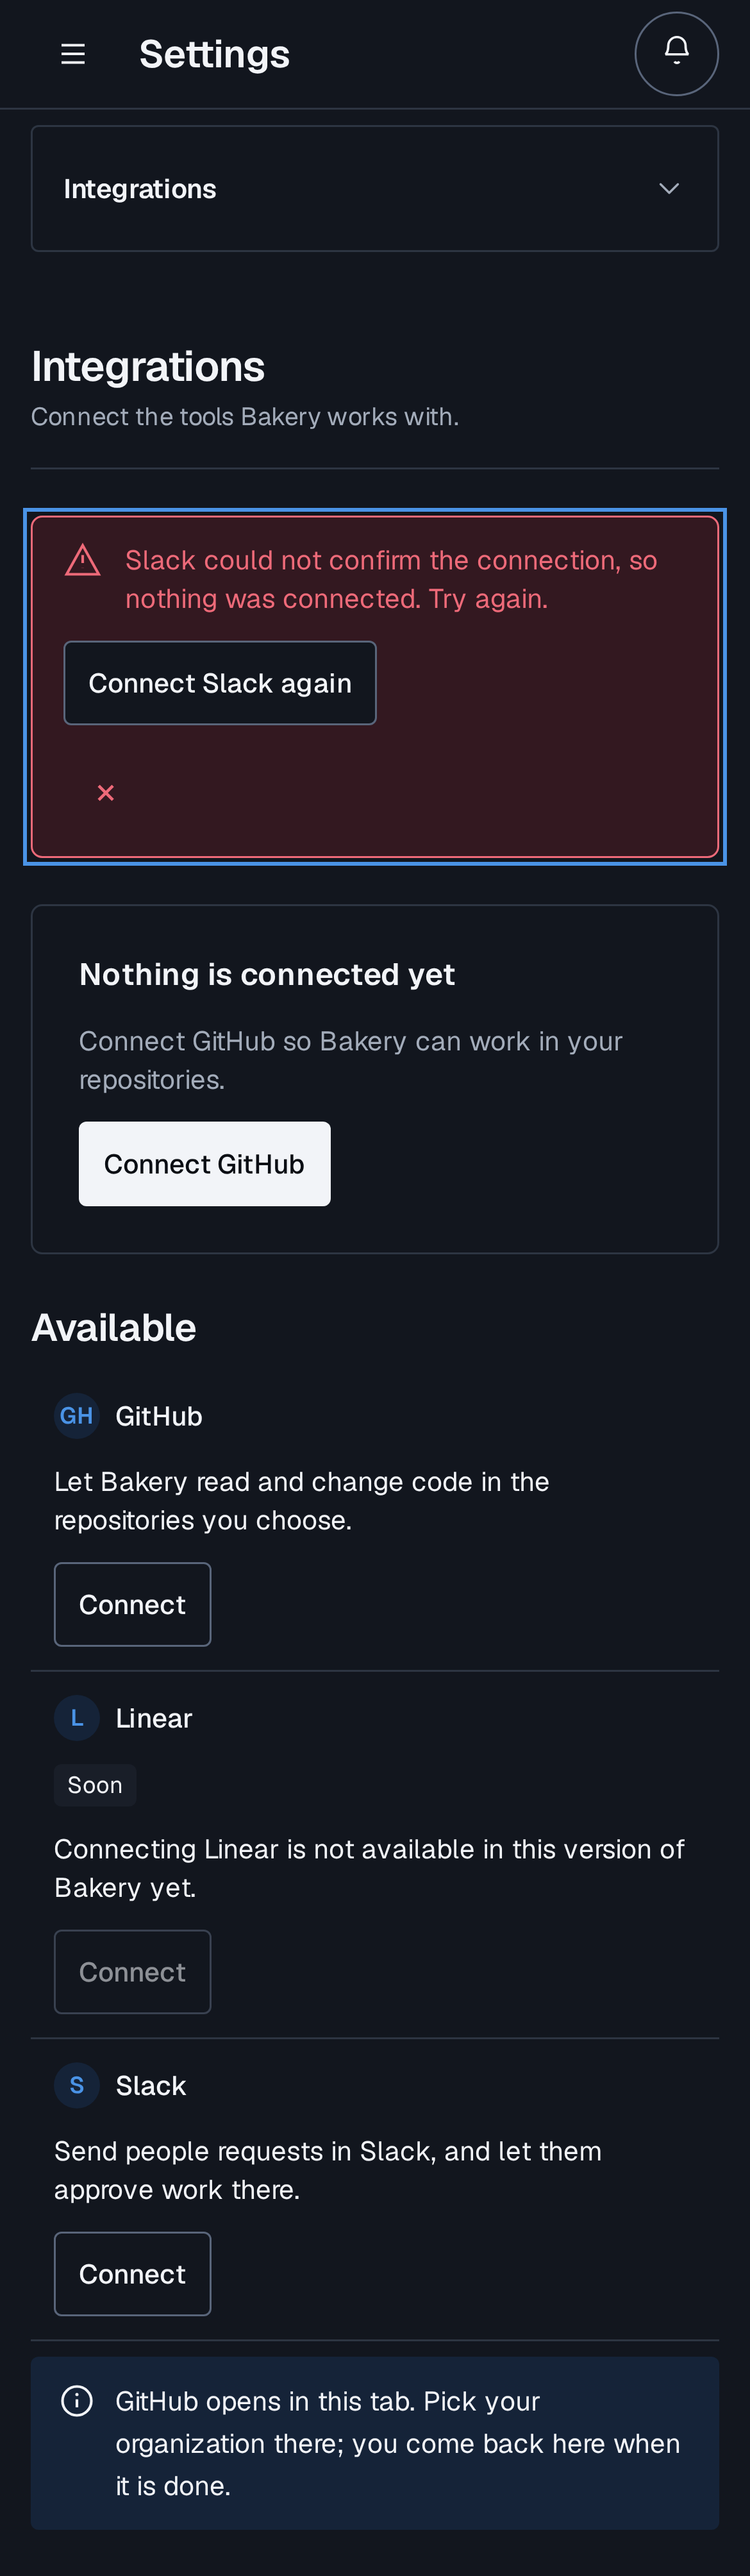 Settings
Integrations
Integrations
Connect the tools Bakery works with.
Slack could not confirm the connection, so
nothing was connected. Try again.
Connect Slack again
Nothing is connected yet
Connect GitHub so Bakery can work in your
repositories.
Connect GitHub
Available
GH GitHub
Let Bakery read and change code in the
repositories you choose.
Connect
L Linear
Soon
Connecting Linear is not available in this version of
Bakery yet.
Connect
S Slack
Send people requests in Slack, and let them
approve work there.
Connect
GitHub opens in this tab. Pick your
organization there; you come back here when
it is done.